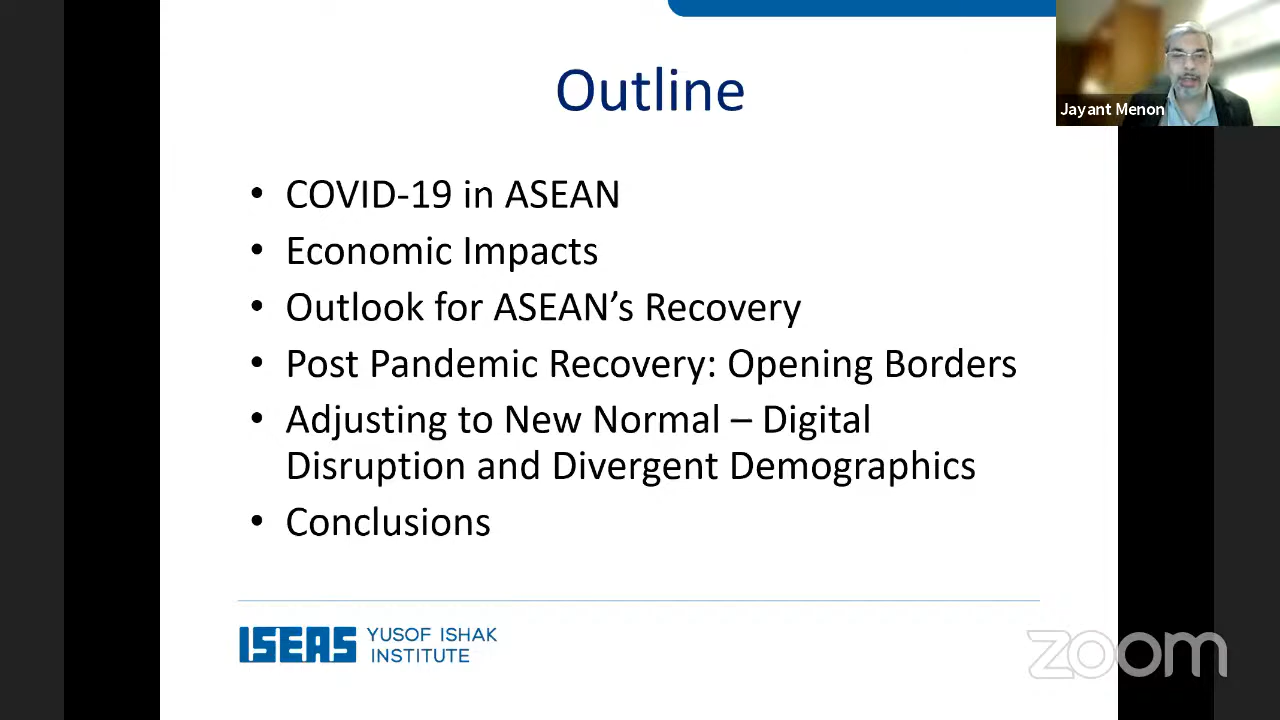 Outline
Jayant Menon
• COVID-19 in ASEAN
• Economic Impacts
• Outlook for ASEAN’s Recovery
• Post Pandemic Recovery: Opening Borders
• Adjusting to New Normal – Digital
Disruption and Divergent Demographics
• Conclusions
ISEAS
YUSOF ISHAK
INSTITUTE
zoom